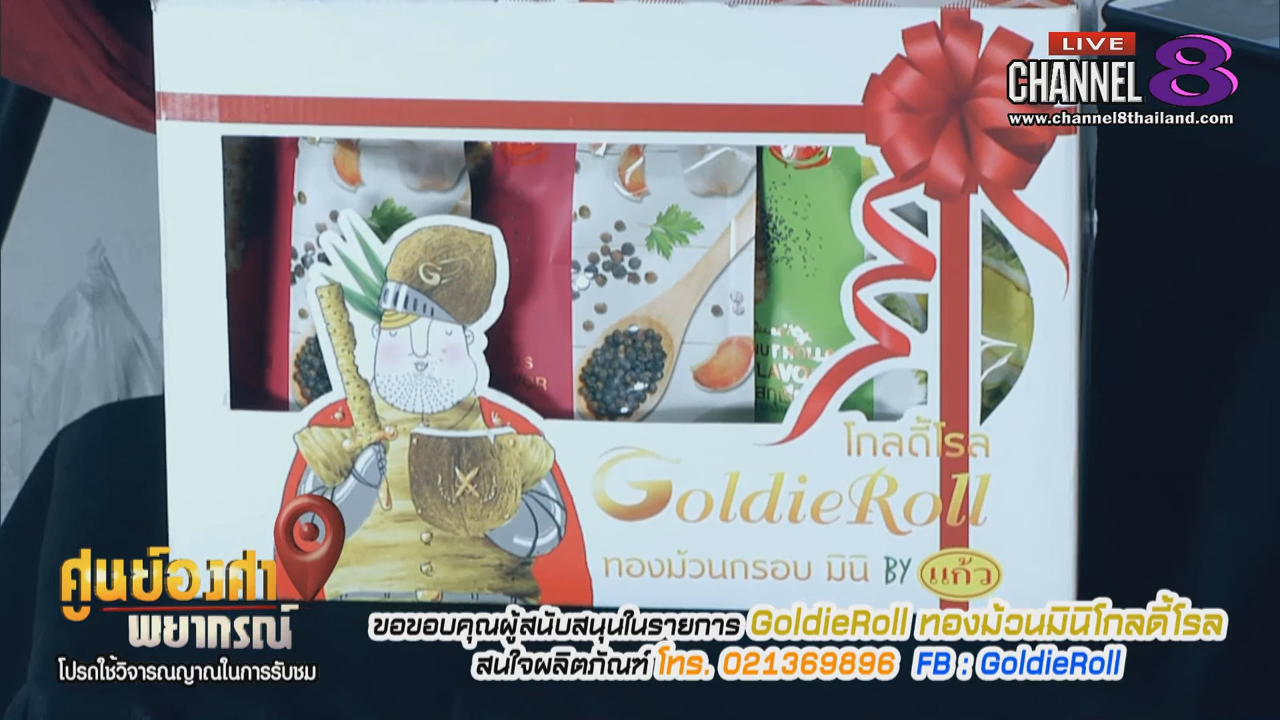 LIVE
CHANNEL 8
www.channel8thailand.com
โกลดี้โรล
GoldieRoll
ทองม้วนกรอบ มินิ BY แก้ว
ศูนย์องศา
พยากรณ์
โปรดใช้วิจารณญาณในการรับชม
ขอขอบคุณผู้สนับสนุนในรายการ GoldieRoll ทองม้วนมินิโกลดี้โรล
สนใจผลิตภัณฑ์ โทร. 021369896 FB : GoldieRoll